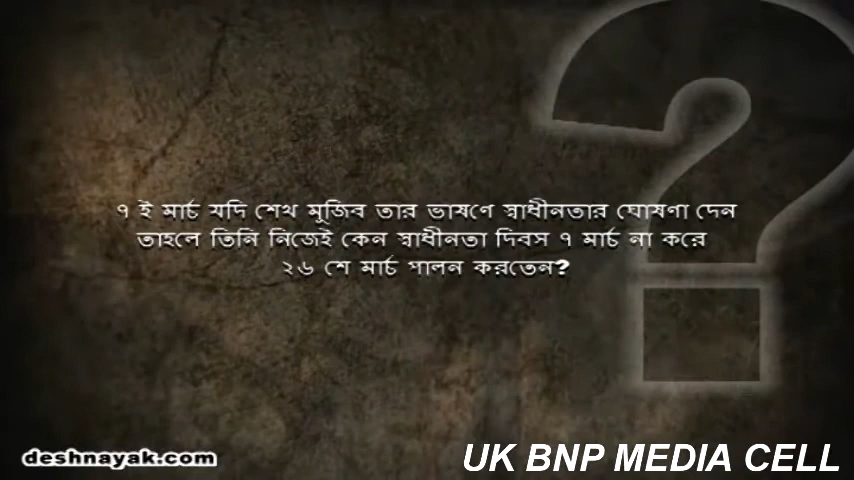 ৭ ই মার্চ যদি শেখ মুজিব তার ভাষণে স্বাধীনতার ঘোষণা দেন
তাহলে তিনি নিজেই কেন স্বাধীনতা দিবস ৭ মার্চ না করে
২৬ শে মার্চ পালন করতেন?
deshnayak.com
UK BNP MEDIA CELL